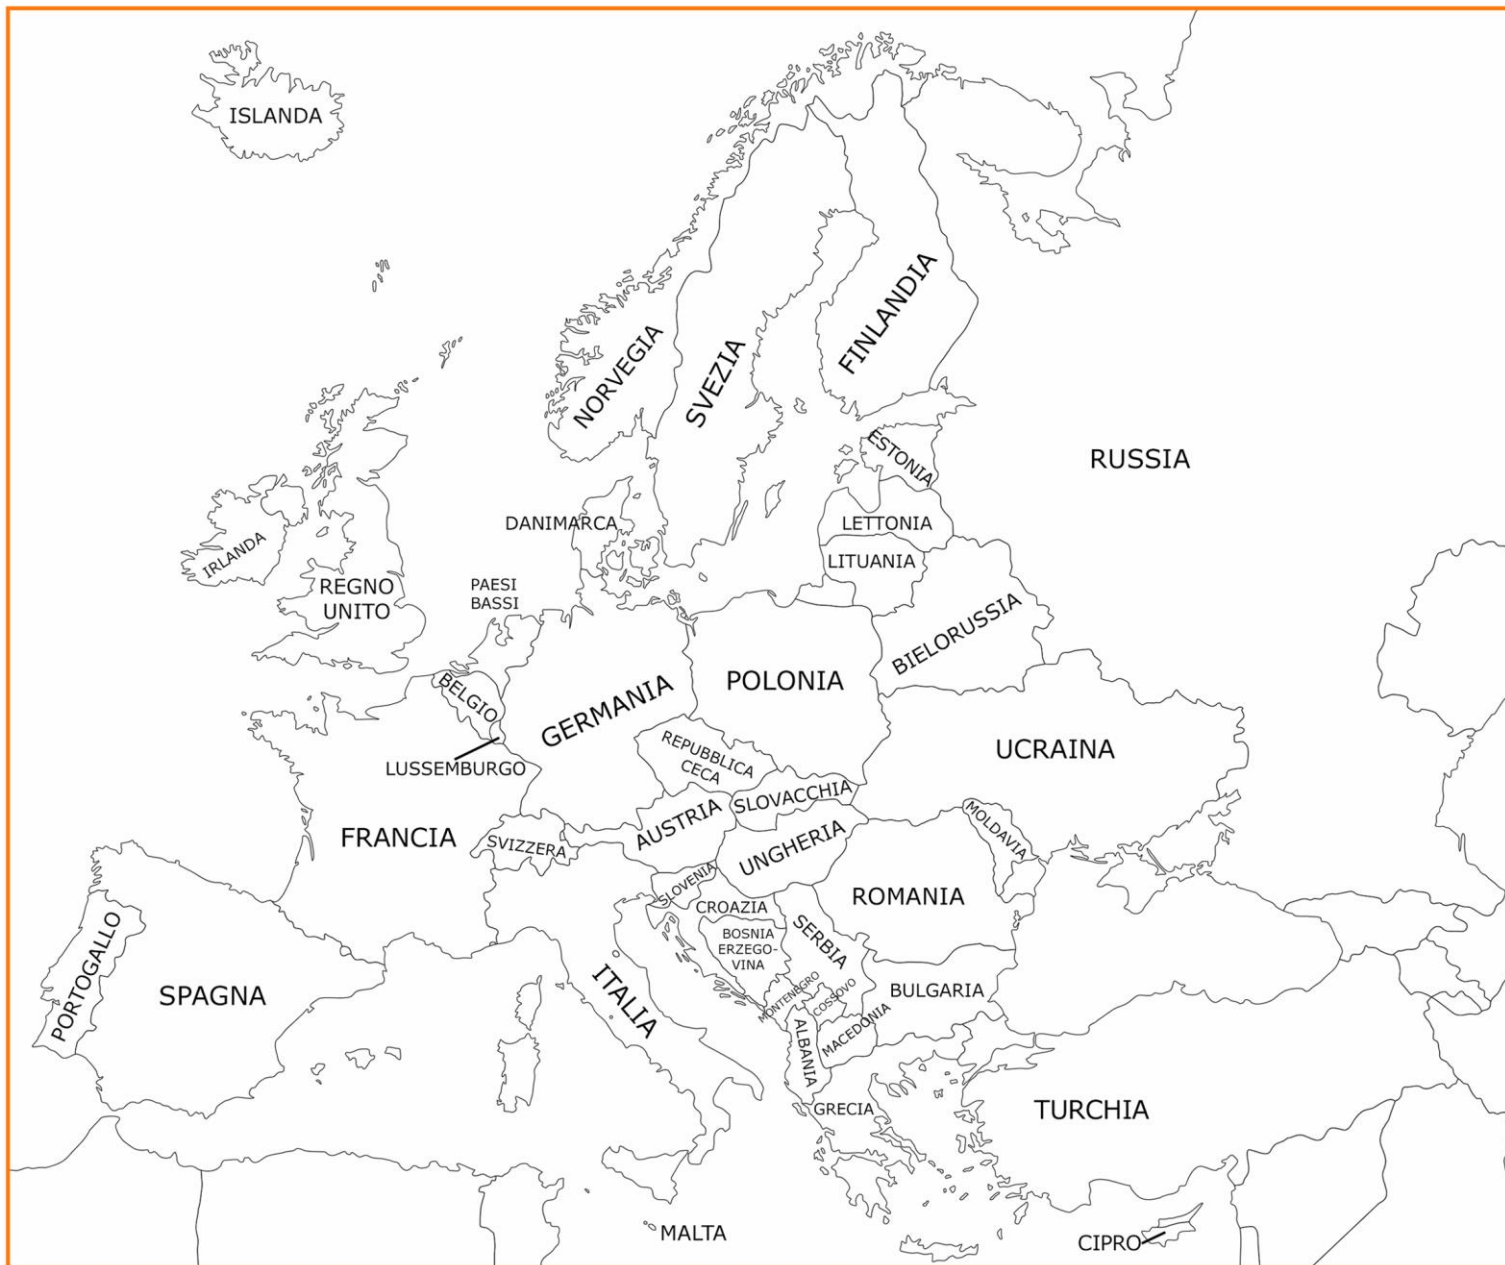 ISLANDA
FINLANDIA
NORVEGIA
SVEZIA
ESTONIA
RUSSIA
DANIMARCA
LETTONIA
IRLANDA
LITUANIA
REGNO
UNITO
PAESI
BASSI
BIELORUSSIA
BELGIO
GERMANIA
POLONIA
LUSSEMBURGO
REPUBBLICA
CECA
UCRAINA
SLOVACCHIA
FRANCIA
SVIZZERA
AUSTRIA
UNGHERIA
MOLDAVIA
SLOVENIA
CROAZIA
ROMANIA
PORTOGALLO
SPAGNA
ITALIA
BOSNIA
ERZEGO-
VINA
SERBIA
MONTENEGRO
COSSOVO
BULGARIA
ALBANIA
MACEDONIA
GRECIA
TURCHIA
MALTA
CIPRO